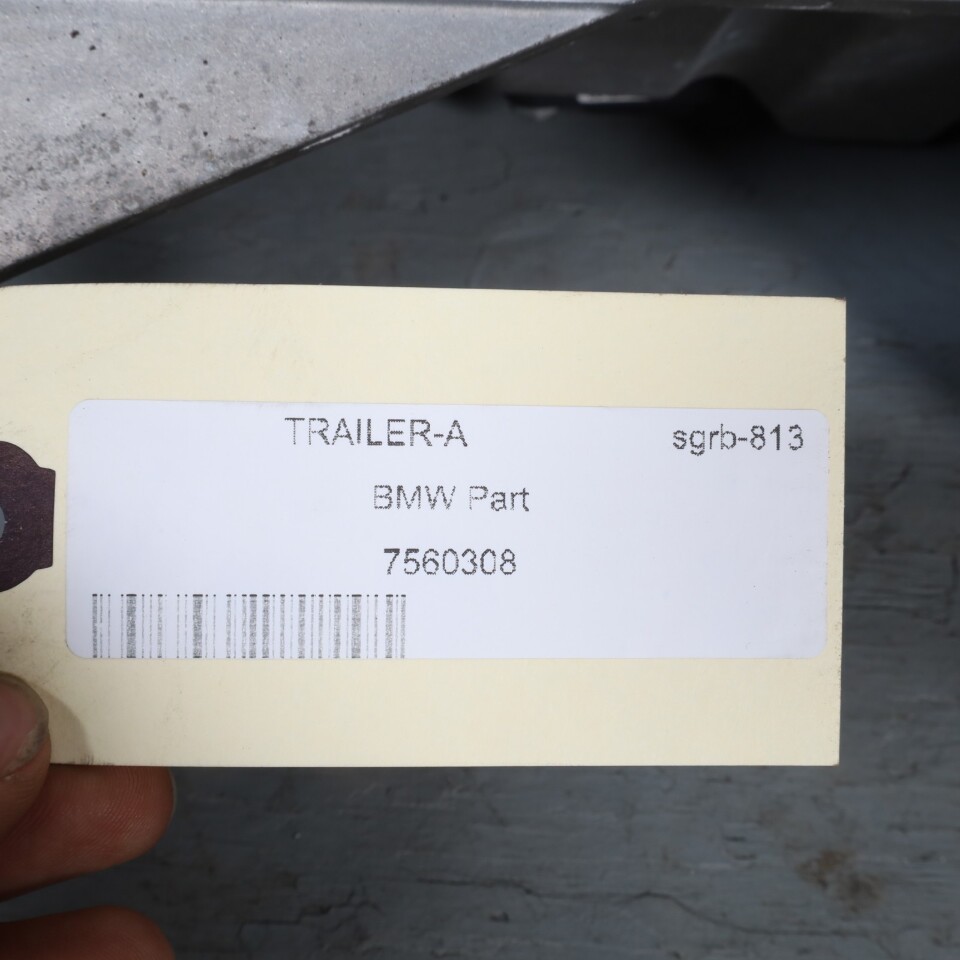 TRAILER-A sgrb-813
BMW Part
7560308